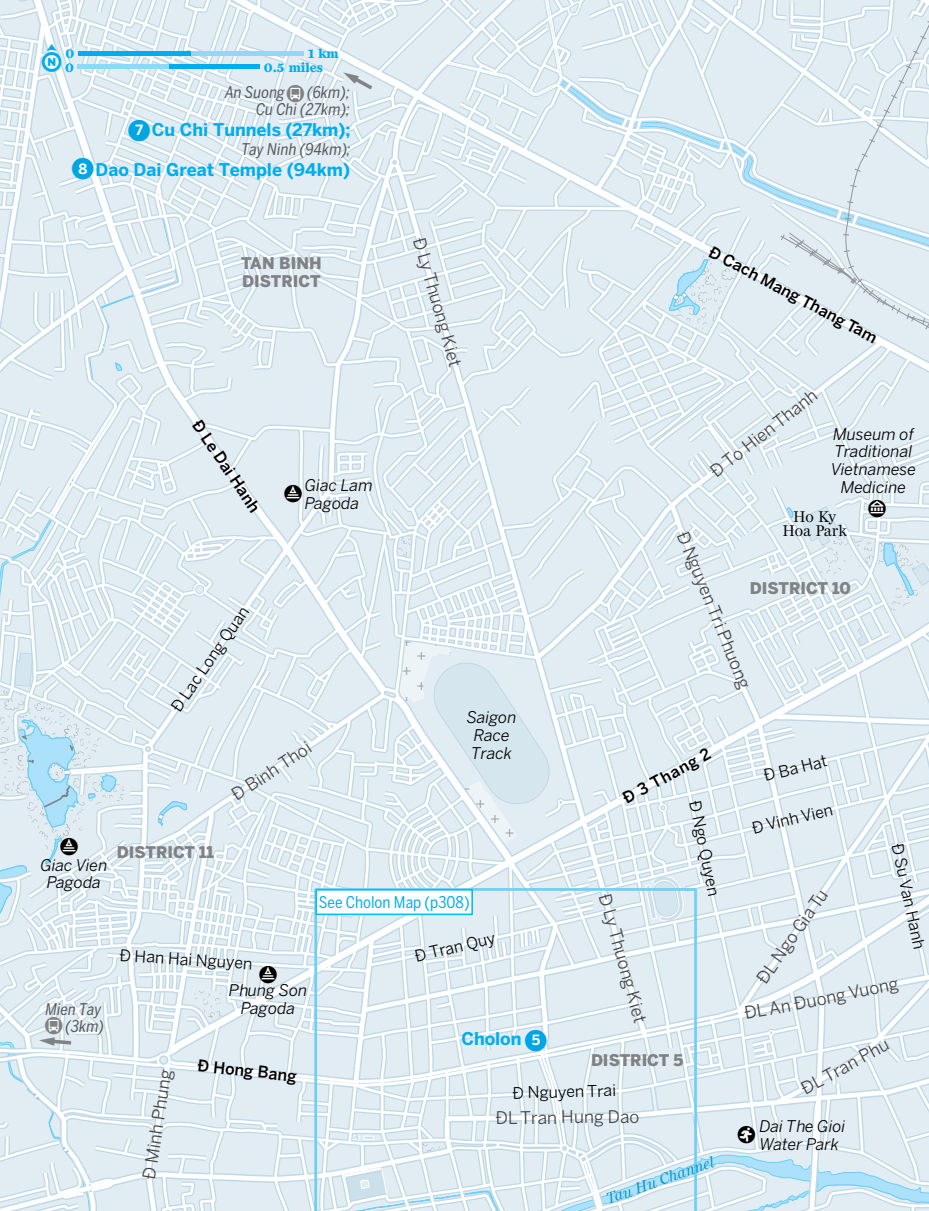 0
1 km
N
0
0.5 miles
An Suong (6km);
Cu Chi (27km);
7 Cu Chi Tunnels (27km);
Tay Ninh (94km);
8 Dao Dai Great Temple (94km)
TAN BINH
DISTRICT
Đ Ly Thuong Kiet
Đ Cach Mang Thang Tam
Đ Le Dai Hanh
Đ To Hien Thanh
Museum of
Traditional
Vietnamese
Medicine
Giac Lam
Pagoda
Ho Ky
Hoa Park
Đ Nguyen Tri Phuong
DISTRICT 10
Đ Lac Long Quan
Saigon
Race
Track
Đ Binh Thoi
Đ 3 Thang 2
Đ Ba Hat
Đ Ngo Quyen
Đ Vinh Vien
Giac Vien
Pagoda
DISTRICT 11
Đ Su Van Hanh
See Cholon Map (p308)
Đ Ly Thuong Kiet
ĐL Ngo Gia Tu
Đ Tran Quy
Đ Han Hai Nguyen
Phung Son
Pagoda
ĐL An Duong Vuong
Mien Tay
(3km)
Cholon 5
DISTRICT 5
Đ Hong Bang
ĐL Tran Phu
Đ Minh Phung
Đ Nguyen Trai
ĐL Tran Hung Dao
Dai The Gioi
Water Park
Tau Hu Channel